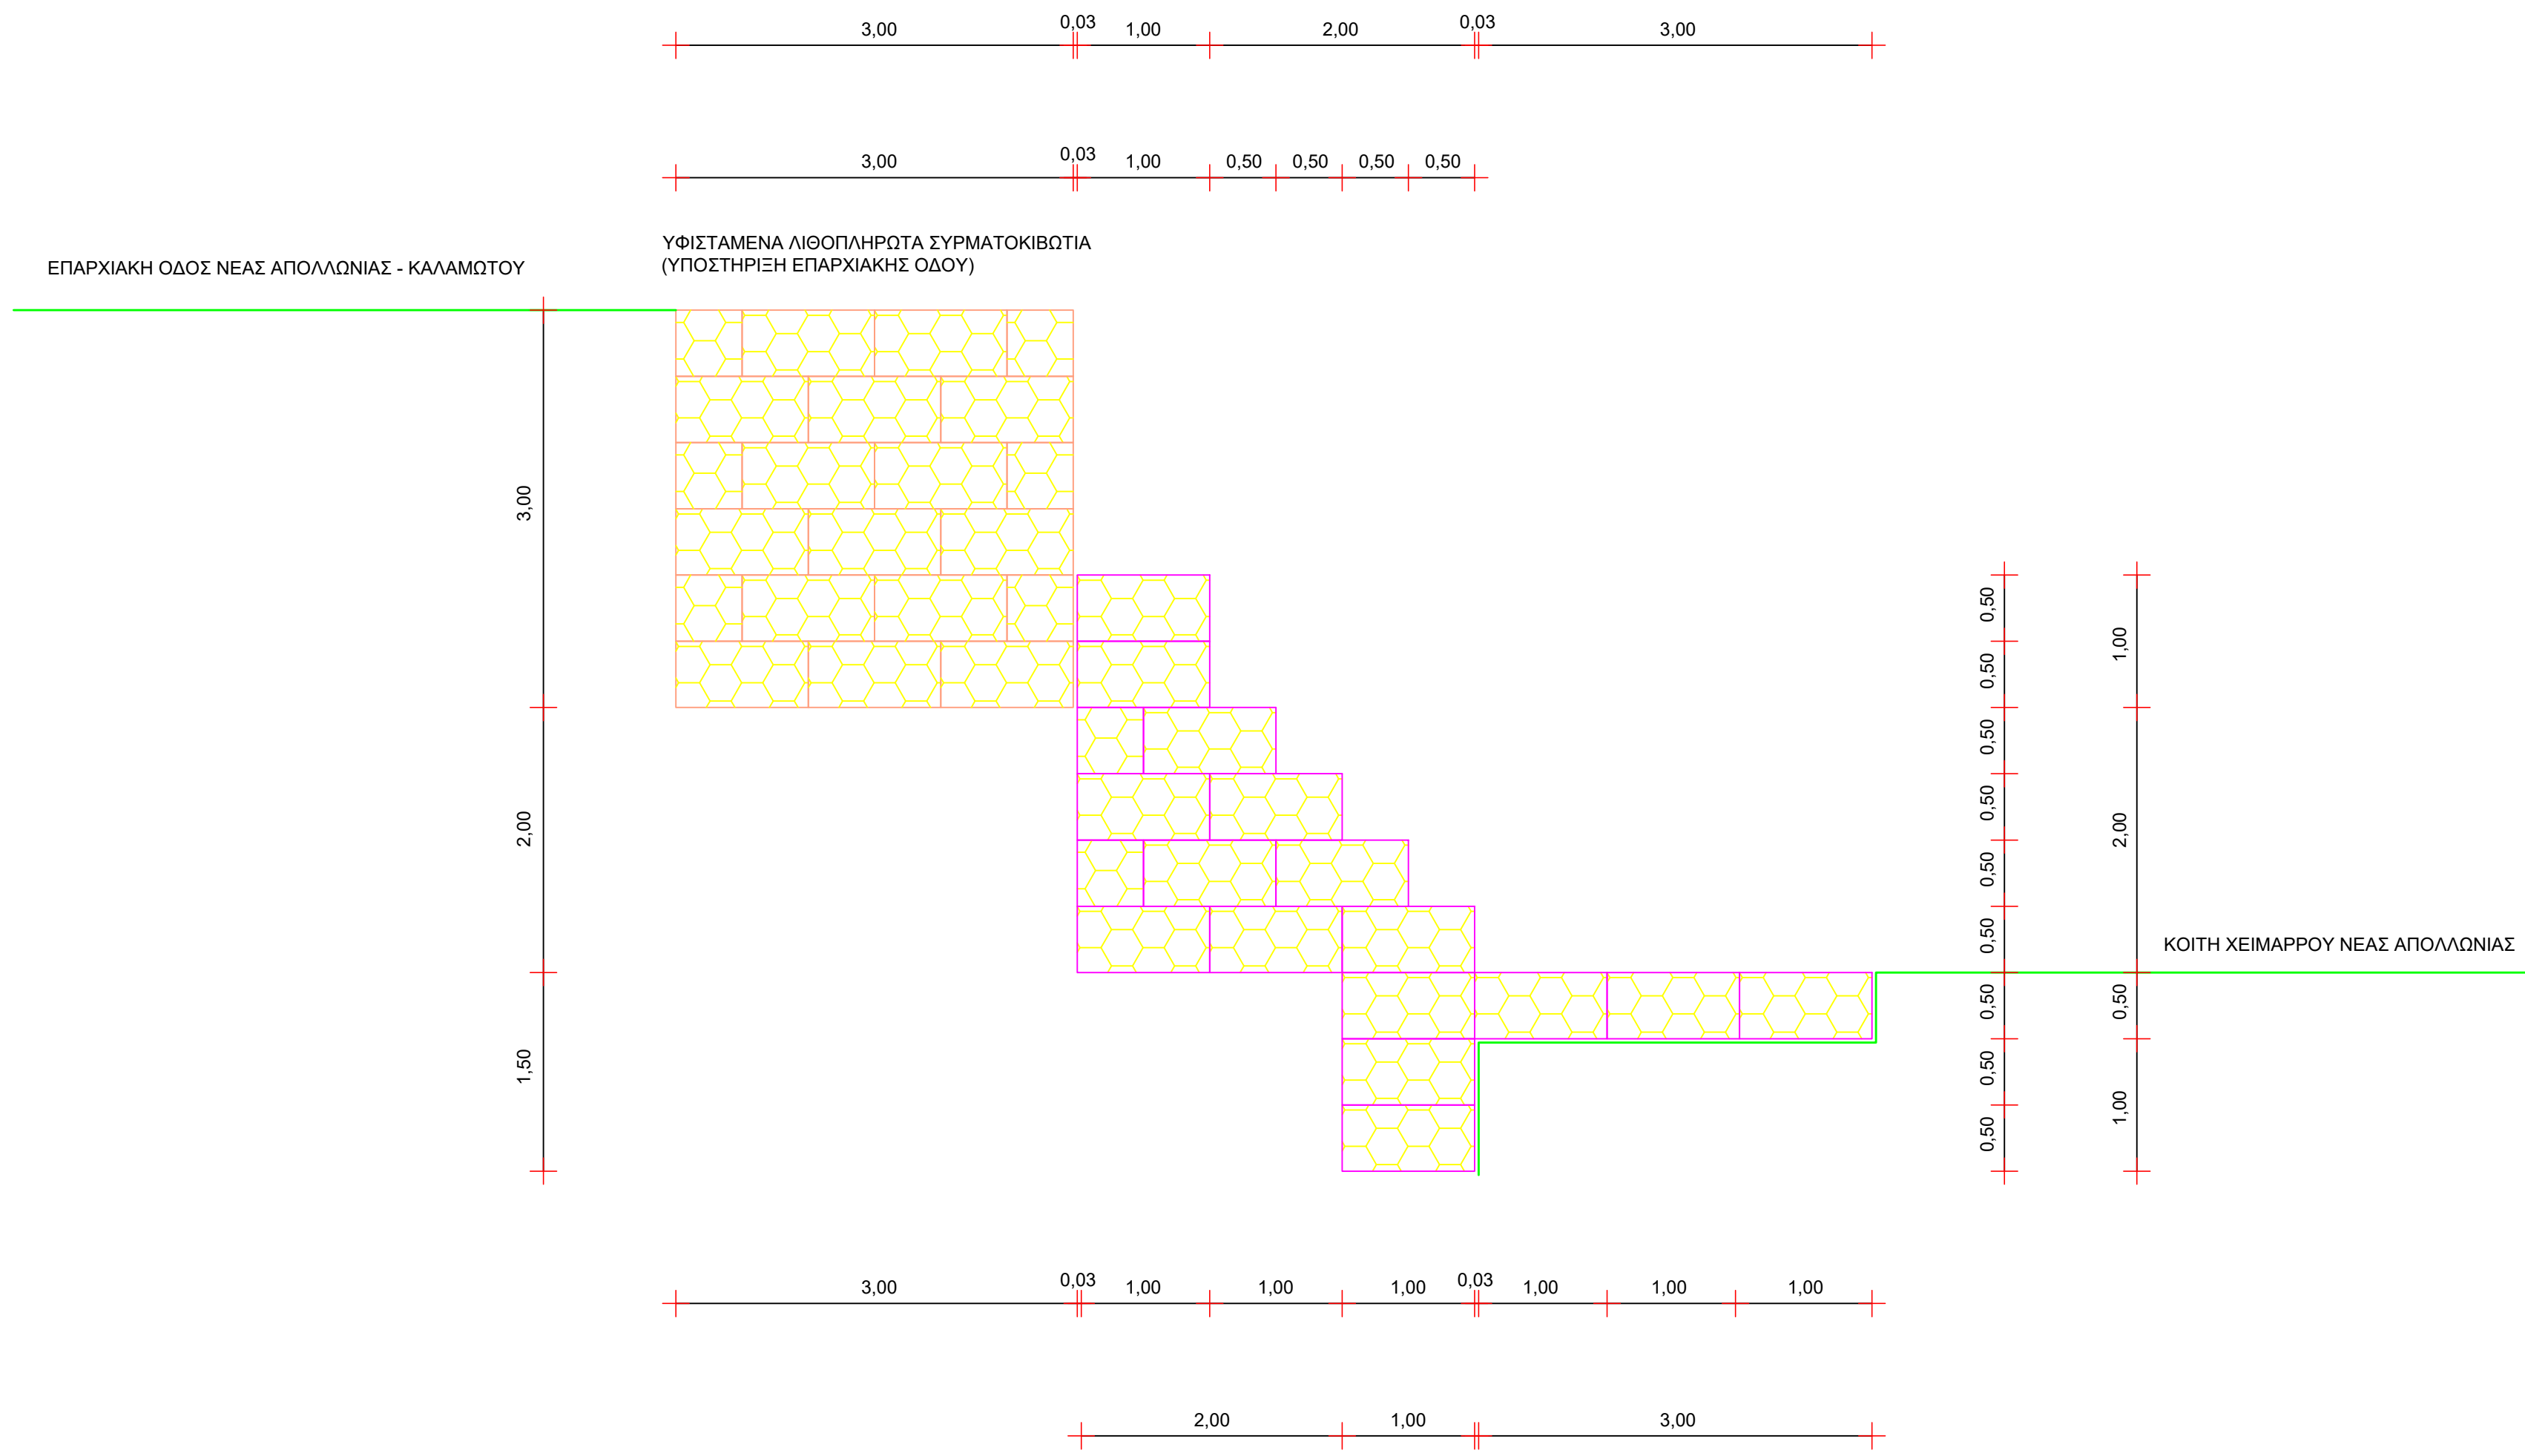 3,00 0,03 1,00 2,00 0,03 3,00
3,00 0,03 1,00 0,50 0,50 0,50 0,50
ΥΦΙΣΤΑΜΕΝΑ ΛΙΘΟΠΛΗΡΩΤΑ ΣΥΡΜΑΤΟΚΙΒΩΤΙΑ
(ΥΠΟΣΤΗΡΙΞΗ ΕΠΑΡΧΙΑΚΗΣ ΟΔΟΥ)
ΕΠΑΡΧΙΑΚΗ ΟΔΟΣ ΝΕΑΣ ΑΠΟΛΛΩΝΙΑΣ - ΚΑΛΑΜΩΤΟΥ
3,00
2,00
1,50
0,50
0,50
0,50
0,50
0,50
0,50
0,50
0,50
0,50
1,00
2,00
0,50
1,00
ΚΟΙΤΗ ΧΕΙΜΑΡΡΟΥ ΝΕΑΣ ΑΠΟΛΛΩΝΙΑΣ
3,00 0,03 1,00 1,00 1,00 0,03 1,00 1,00 1,00
2,00 1,00 3,00